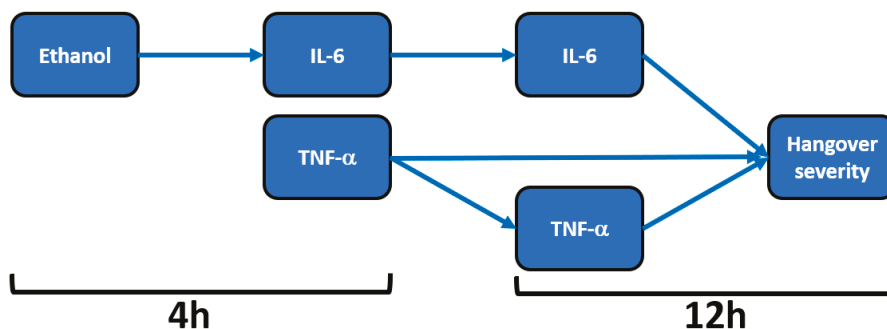 Ethanol
IL-6
IL-6
TNF-α
Hangover
severity
TNF-α
4h
12h